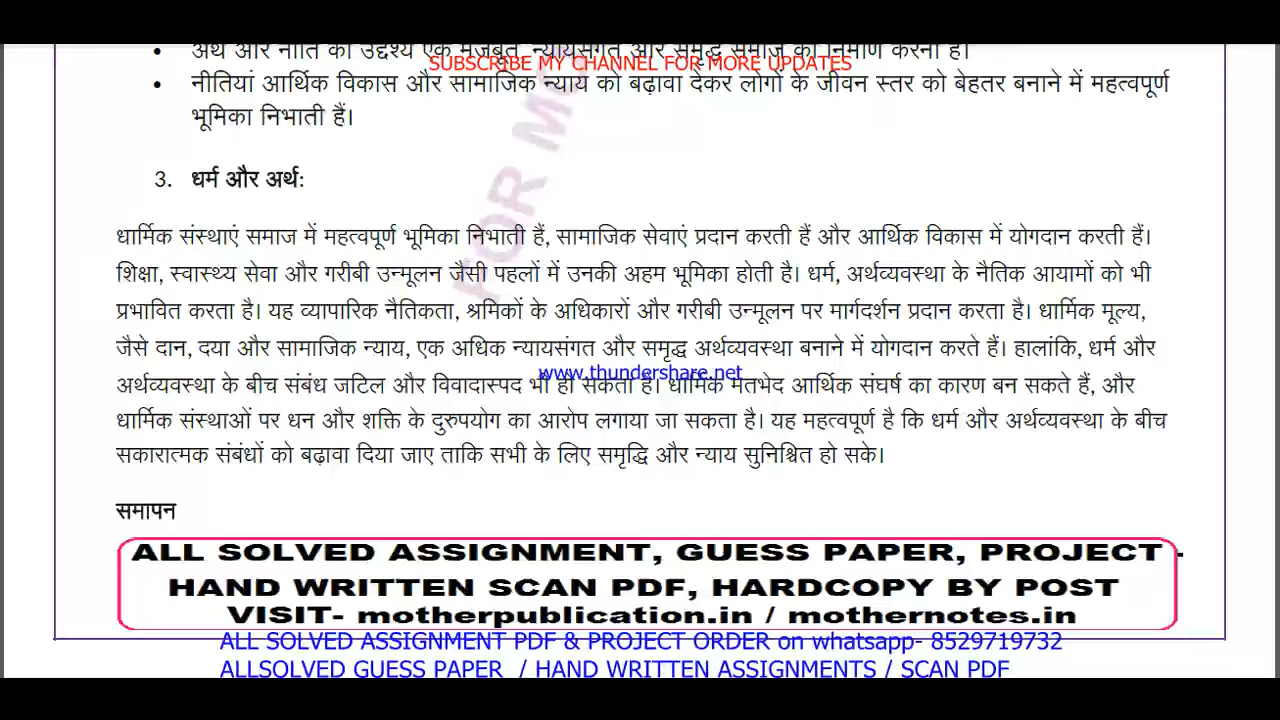 • अर्थ और नीति का उद्देश्य एक मजबूत, न्यायसंगत और समृद्ध समाज का निर्माण करना है।
SUBSCRIBE MY CHANNEL FOR MORE UPDATES
• नीतियां आर्थिक विकास और सामाजिक न्याय को बढ़ावा देकर लोगों के जीवन स्तर को बेहतर बनाने में महत्वपूर्ण
भूमिका निभाती हैं।
FOR MO
3. धर्म और अर्थ:
धार्मिक संस्थाएं समाज में महत्वपूर्ण भूमिका निभाती हैं, सामाजिक सेवाएं प्रदान करती हैं और आर्थिक विकास में योगदान करती हैं।
शिक्षा, स्वास्थ्य सेवा और गरीबी उन्मूलन जैसी पहलों में उनकी अहम भूमिका होती है। धर्म, अर्थव्यवस्था के नैतिक आयामों को भी
प्रभावित करता है। यह व्यापारिक नैतिकता, श्रमिकों के अधिकारों और गरीबी उन्मूलन पर मार्गदर्शन प्रदान करता है। धार्मिक मूल्य,
जैसे दान, दया और सामाजिक न्याय, एक अधिक न्यायसंगत और समृद्ध अर्थव्यवस्था बनाने में योगदान करते हैं। हालांकि, धर्म और
www.thundershare.net
अर्थव्यवस्था के बीच संबंध जटिल और विवादास्पद भी हो सकता है। धार्मिक मतभेद आर्थिक संघर्ष का कारण बन सकते हैं, और
धार्मिक संस्थाओं पर धन और शक्ति के दुरुपयोग का आरोप लगाया जा सकता है। यह महत्वपूर्ण है कि धर्म और अर्थव्यवस्था के बीच
सकारात्मक संबंधों को बढ़ावा दिया जाए ताकि सभी के लिए समृद्धि और न्याय सुनिश्चित हो सके।
समापन
ALL SOLVED ASSIGNMENT, GUESS PAPER, PROJECT -
HAND WRITTEN SCAN PDF, HARDCOPY BY POST
VISIT- motherpublication.in / mothernotes.in
ALL SOLVED ASSIGNMENT PDF & PROJECT ORDER on whatsapp- 8529719732
ALLSOLVED GUESS PAPER / HAND WRITTEN ASSIGNMENTS / SCAN PDF